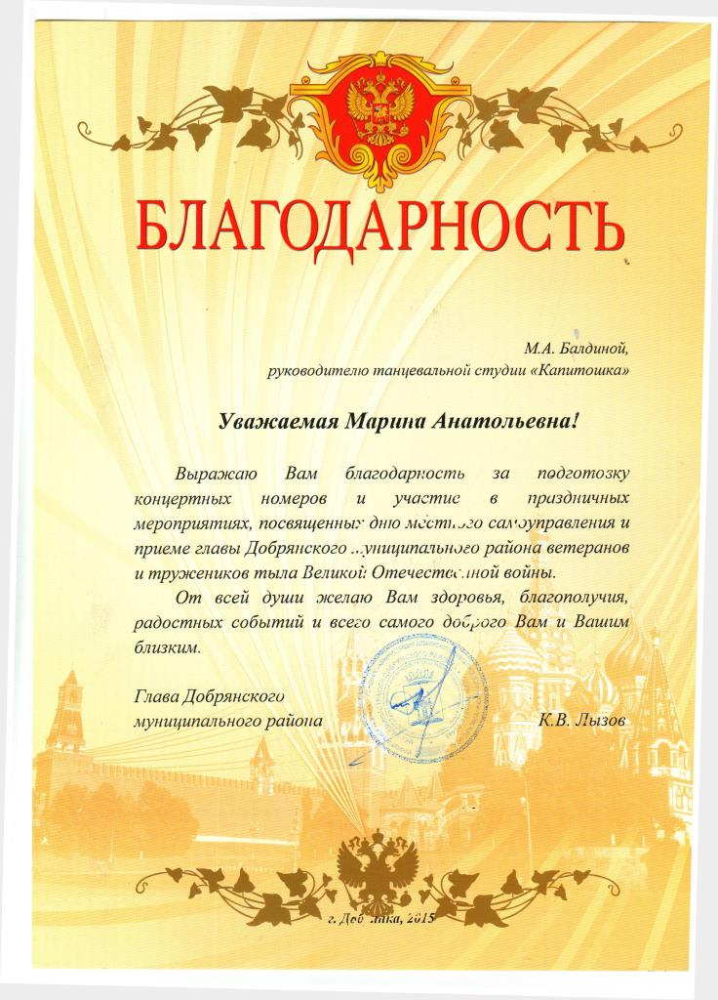 БЛАГОДАРНОСТЬ
М.А. Балдиной,
руководителю танцевальной студии «Капитошка»
Уважаемая Марина Анатольевна!
Выражаю Вам благодарность за подготовку
концертных номеров и участие в праздничных
мероприятиях, посвященных дню местного самоуправления и
приеме главы Добрянского муниципального района ветеранов
и тружеников тыла Великой Отечественной войны.
От всей души желаю Вам здоровья, благополучия,
радостных событий и всего самого доброго Вам и Вашим
близким.
Глава Добрянского
муниципального района К.В. Лызов
г. Добрянка, 2015